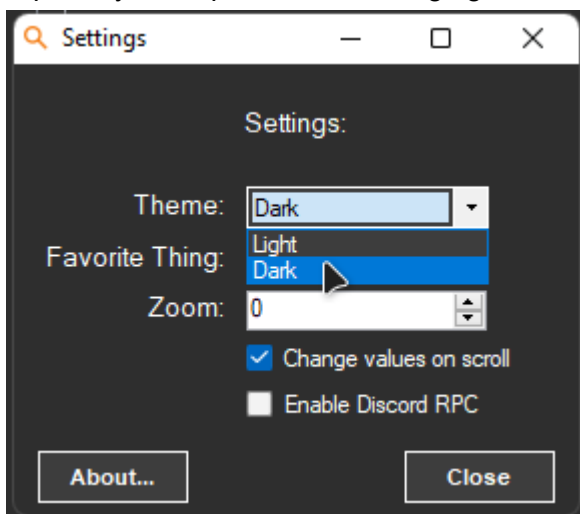 Settings
Settings:
Theme: Dark
Light
Favorite Thing:
Dark
Zoom: 0
Change values on scroll
Enable Discord RPC
About... Close